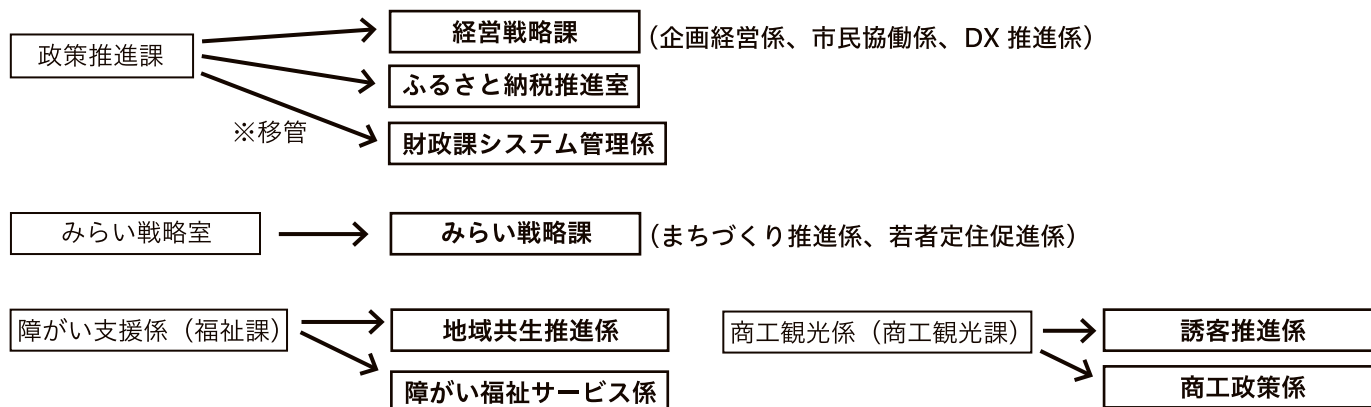 政策推進課
経営戦略課（企画経営係、市民協働係、DX 推進係）
ふるさと納税推進室
※移管
財政課システム管理係
みらい戦略室
みらい戦略課（まちづくり推進係、若者定住促進係）
障がい支援係（福祉課）
地域共生推進係
障がい福祉サービス係
商工観光係（商工観光課）
誘客推進係
商工政策係